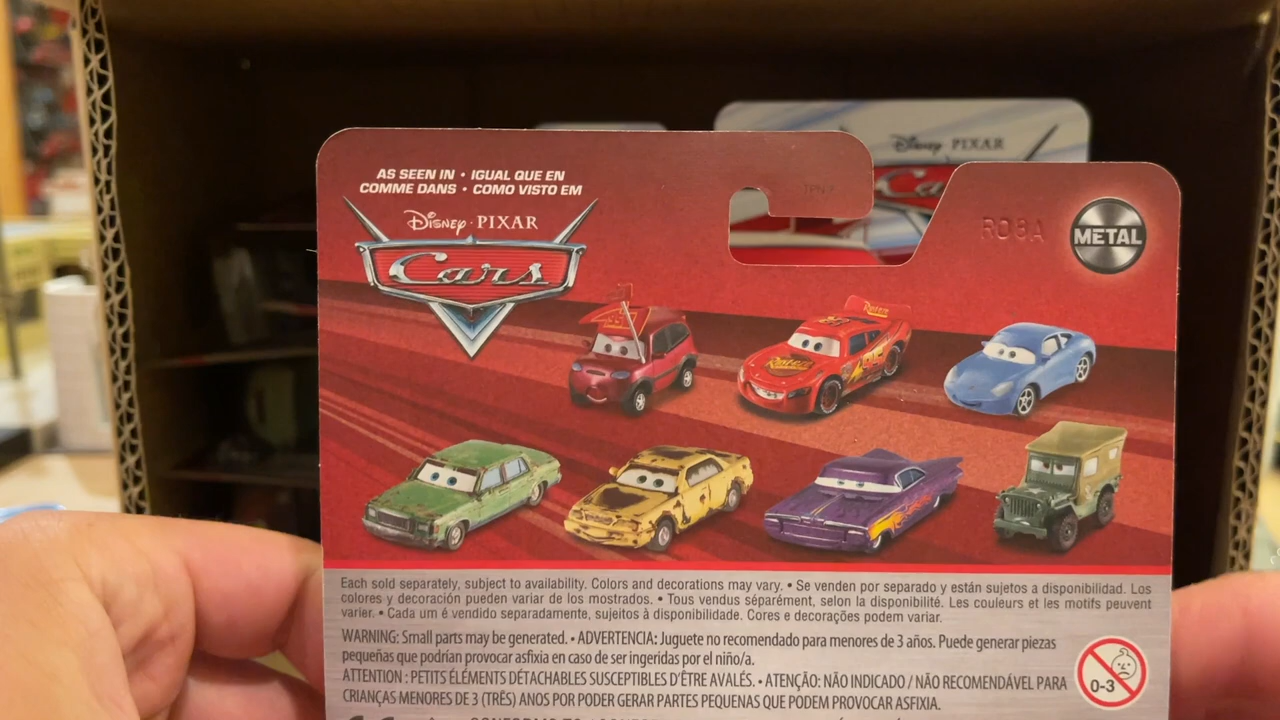 AS SEEN IN • IGUAL QUE EN
COMME DANS • COMO VISTO EM
Disney • PIXAR
Cars
Disney • PIXAR
Ca
RO8A
METAL
Each sold separately, subject to availability. Colors and decorations may vary. • Se venden por separado y están sujetos a disponibilidad. Los
colores y decoración pueden variar de los mostrados. • Tous vendus séparément, selon la disponibilité. Les couleurs et les motifs peuvent
varier. • Cada um é vendido separadamente, sujeitos à disponibilidade. Cores e decorações podem variar.
WARNING: Small parts may be generated. • ADVERTENCIA: Juguete no recomendado para menores de 3 años. Puede generar piezas
pequeñas que podrían provocar asfixia en caso de ser ingeridas por el niño/a.
ATTENTION : PETITS ÉLÉMENTS DÉTACHABLES SUSCEPTIBLES D'ÊTRE AVALÉS. • ATENÇÃO: NÃO INDICADO / NÃO RECOMENDÁVEL PARA
CRIANÇAS MENORES DE 3 (TRÊS) ANOS POR PODER GERAR PARTES PEQUENAS QUE PODEM PROVOCAR ASFIXIA.
0-3